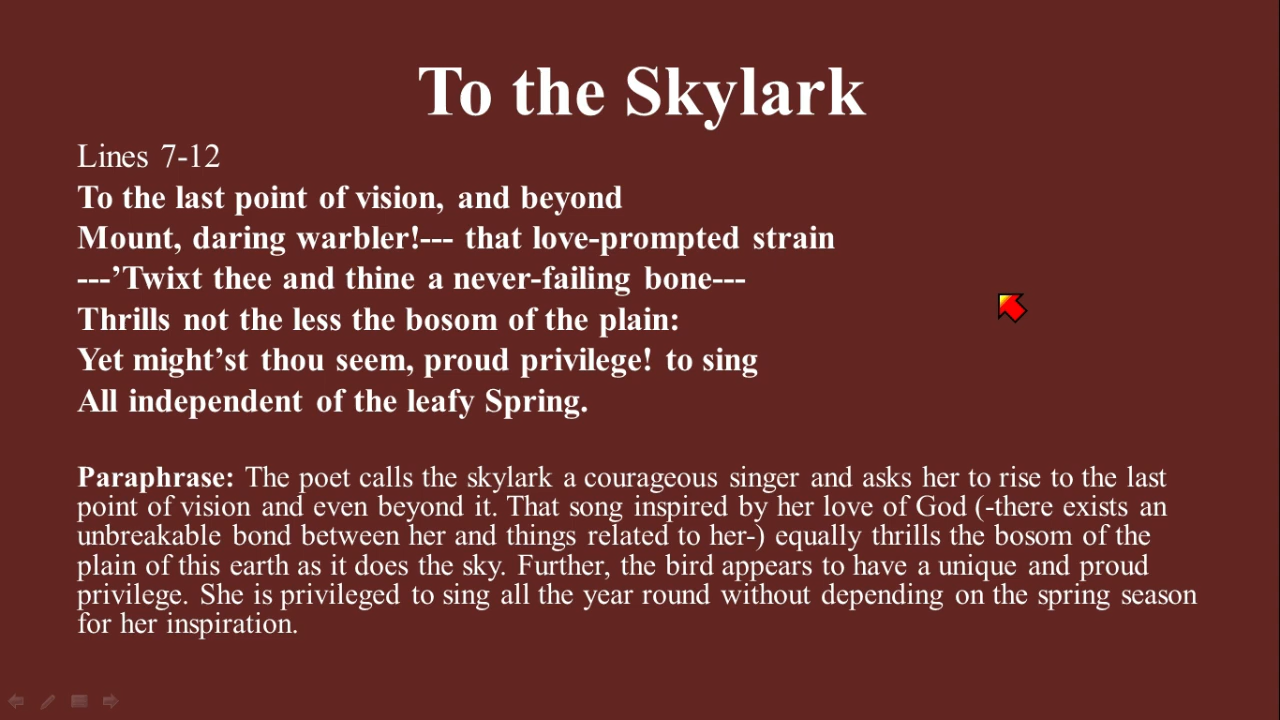 To the Skylark
Lines 7-12
To the last point of vision, and beyond
Mount, daring warbler!--- that love-prompted strain
---’Twixt thee and thine a never-failing bone---
Thrills not the less the bosom of the plain:
Yet might’st thou seem, proud privilege! to sing
All independent of the leafy Spring.
Paraphrase: The poet calls the skylark a courageous singer and asks her to rise to the last
point of vision and even beyond it. That song inspired by her love of God (-there exists an
unbreakable bond between her and things related to her-) equally thrills the bosom of the
plain of this earth as it does the sky. Further, the bird appears to have a unique and proud
privilege. She is privileged to sing all the year round without depending on the spring season
for her inspiration.